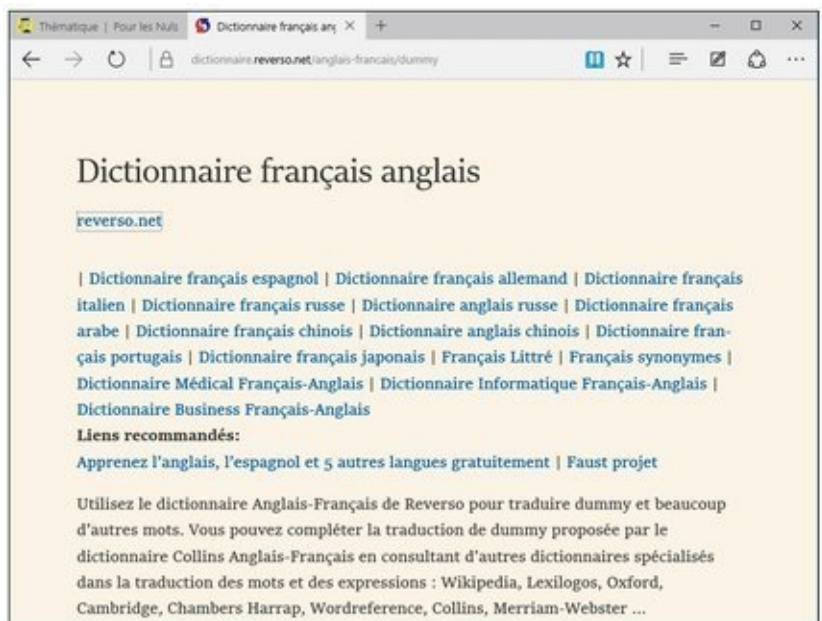 Thématique | Pour les Nuls
Dictionnaire français ang
dictionnaire.reverso.net/anglais-francais/dummy
Dictionnaire français anglais
reverso.net
| Dictionnaire français espagnol | Dictionnaire français allemand | Dictionnaire français
italien | Dictionnaire français russe | Dictionnaire anglais russe | Dictionnaire français
arabe | Dictionnaire français chinois | Dictionnaire anglais chinois | Dictionnaire fran-
çais portugais | Dictionnaire français japonais | Français Littré | Français synonymes |
Dictionnaire Médical Français-Anglais | Dictionnaire Informatique Français-Anglais |
Dictionnaire Business Français-Anglais
Liens recommandés:
Apprenez l'anglais, l'espagnol et 5 autres langues gratuitement | Faust projet
Utilisez le dictionnaire Anglais-Français de Reverso pour traduire dummy et beaucoup
d'autres mots. Vous pouvez compléter la traduction de dummy proposée par le
dictionnaire Collins Anglais-Français en consultant d'autres dictionnaires spécialisés
dans la traduction des mots et des expressions : Wikipedia, Lexilogos, Oxford,
Cambridge, Chambers Harrap, Wordreference, Collins, Merriam-Webster ...